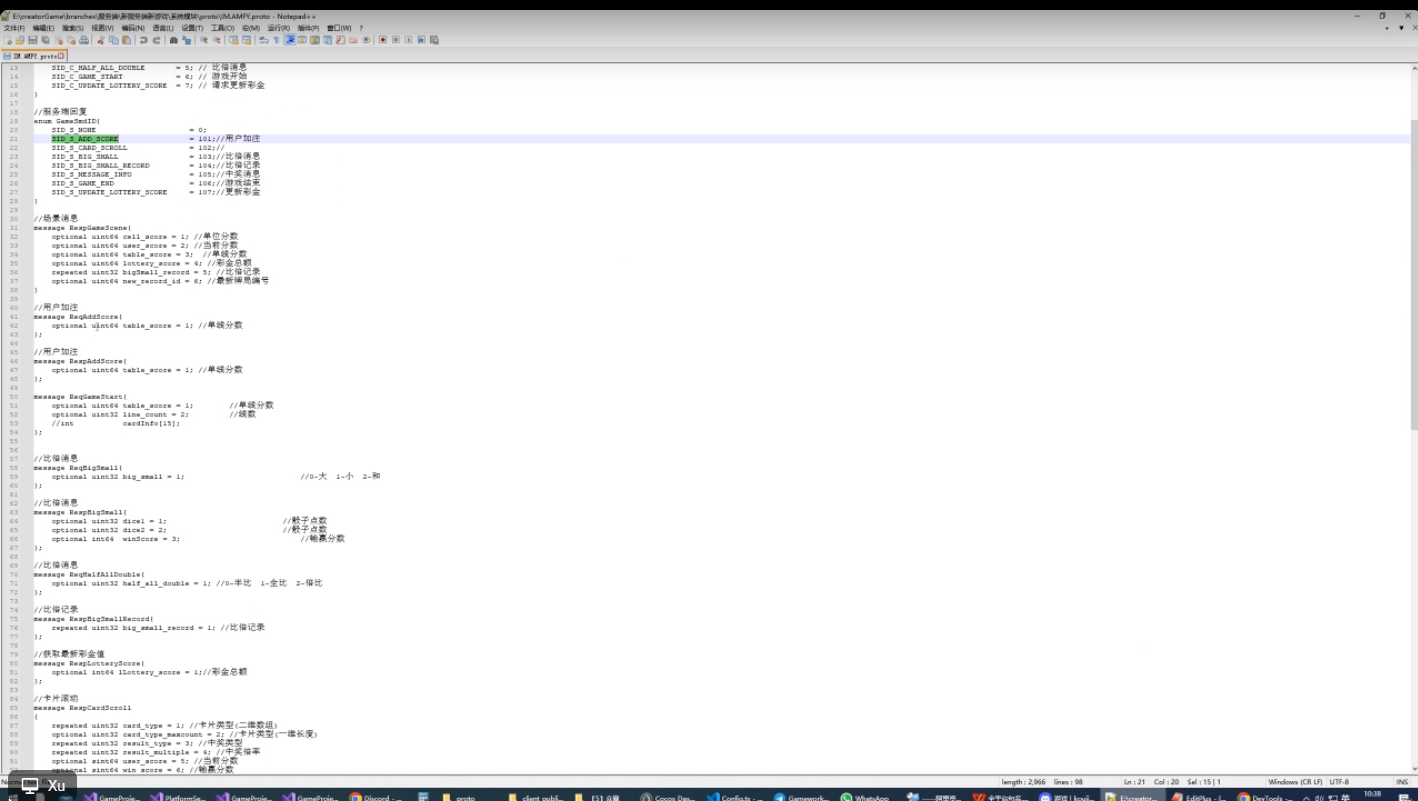 E:\creatorGame\branches\服务端\新服务端新游戏\系统模块\proto\IM.AMFY.proto - Notepad++
文件(F) 编辑(E) 搜索(S) 视图(V) 编码(N) 语言(L) 设置(T) 工具(O) 宏(M) 运行(R) 插件(P) 窗口(W) ?
IM.AMFY.proto
13 SID_C_HALF_ALL_DOUBLE = 5; // 比倍消息
14 SID_C_GAME_START = 6; // 游戏开始
15 SID_C_UPDATE_LOTTERY_SCORE = 7; // 请求更新彩金
16 }
17
18 //服务端回复
19 enum GameSmdID{
20 SID_S_NONE = 0;
21 SID_S_ADD_SCORE = 101;//用户加注
22 SID_S_CARD_SCROLL = 102;//
23 SID_S_BIG_SMALL = 103;//比倍消息
24 SID_S_BIG_SMALL_RECORD = 104;//比倍记录
25 SID_S_MESSAGE_INFO = 105;//中奖消息
26 SID_S_GAME_END = 106;//游戏结束
27 SID_S_UPDATE_LOTTERY_SCORE = 107;//更新彩金
28 }
29
30 //场景消息
31 message RespGameScene{
32 optional uint64 cell_score = 1; //单位分数
33 optional uint64 user_score = 2; //当前分数
34 optional uint64 table_score = 3; //单线分数
35 optional uint64 lottery_score = 4; //彩金总额
36 repeated uint32 bigSmall_record = 5; //比倍记录
37 optional uint64 new_record_id = 6; //最新牌局编号
38 }
39
40 //用户加注
41 message ReqAddScore{
42 optional uint64 table_score = 1; //单线分数
43 };
44
45 //用户加注
46 message RespAddScore{
47 optional uint64 table_score = 1; //单线分数
48 };
49
50 message ReqGameStart{
51 optional uint64 table_score = 1; //单线分数
52 optional uint32 line_count = 2; //线数
53 //int cardInfo[15];
54 };
55
56
57 //比倍消息
58 message ReqBigSmall{
59 optional uint32 big_small = 1; //0-大 1-小 2-和
60 };
61
62 //比倍消息
63 message RespBigSmall{
64 optional uint32 dice1 = 1; //骰子点数
65 optional uint32 dice2 = 2; //骰子点数
66 optional int64 winScore = 3; //输赢分数
67 };
68
69 //比倍消息
70 message ReqHalfAllDouble{
71 optional uint32 half_all_double = 1; //0-半比 1-全比 2-倍比
72 };
73
74 //比倍记录
75 message RespBigSmallRecord{
76 repeated uint32 big_small_record = 1; //比倍记录
77 };
78
79 //获取最新彩金值
80 message RespLotteryScore{
81 optional int64 lLottery_score = 1;//彩金总额
82 };
83
84 //卡片滚动
85 message RespCardScroll
86 {
87 repeated uint32 card_type = 1; //卡片类型(二维数组)
88 optional uint32 card_type_maxcount = 2; //卡片类型(一维长度)
89 repeated uint32 result_type = 3; //中奖类型
90 repeated uint32 result_multiple = 4; //中奖倍率
91 optional sint64 user_score = 5; //当前分数
optional sint64 win_score = 6; //输赢分数
Xu
length : 2,966 lines : 98 Ln : 21 Col : 20 Sel : 15 | 1 Windows (CR LF) UTF-8 INS
GameProje... PlatformSe... GameProje... GameProje... Discord - ... proto client_publi... Cocos Das... Config.ts - ... Gamework... WhatsApp E:\creator... EditPlus - [... DevTools - ... 英 10:38